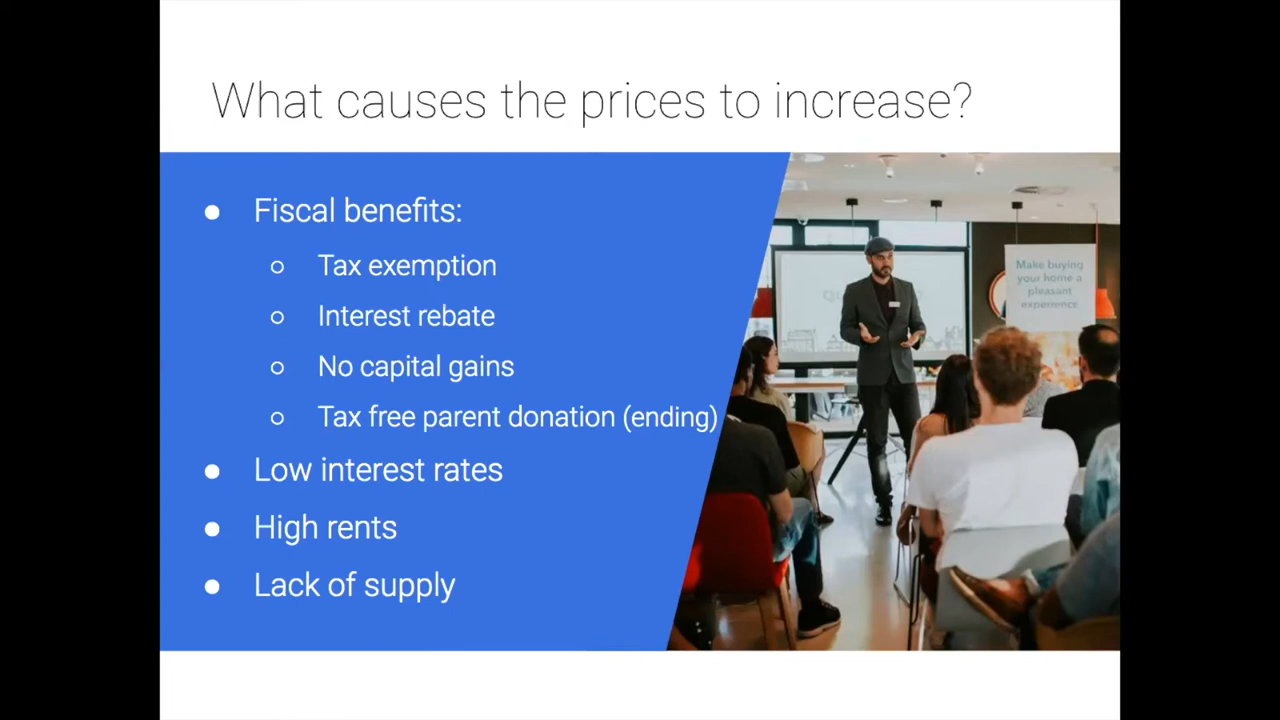 What causes the prices to increase?
● Fiscal benefits:
○ Tax exemption
○ Interest rebate
○ No capital gains
○ Tax free parent donation (ending)
● Low interest rates
● High rents
● Lack of supply
Make buying
your home a
pleasant
experience.